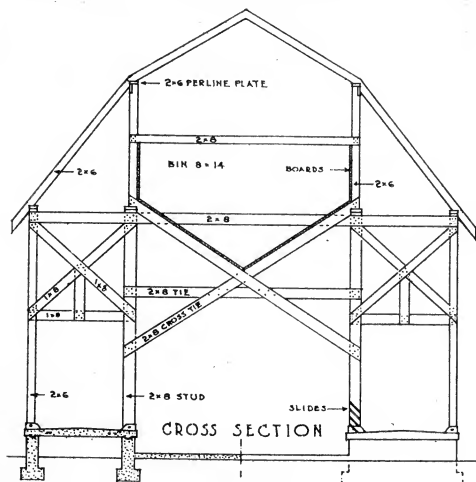 2×6 PERLINE PLATE
2×8
BIN 8=14
BOARDS
2×6
2×6
2×8
1×8
1×8
1×8
2×8 TIE
2×8 CROSS TIE
2×6
2×8 STUD
SLIDES
CROSS SECTION